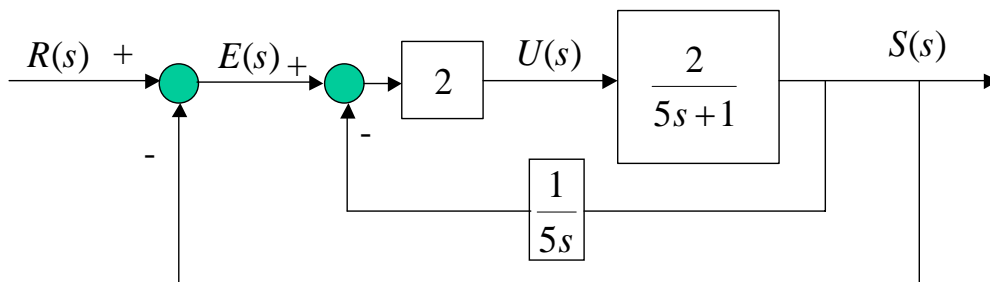 R(s) + E(s) + 2 U(s) 2/(5s+1) S(s)
- -
1/(5s)